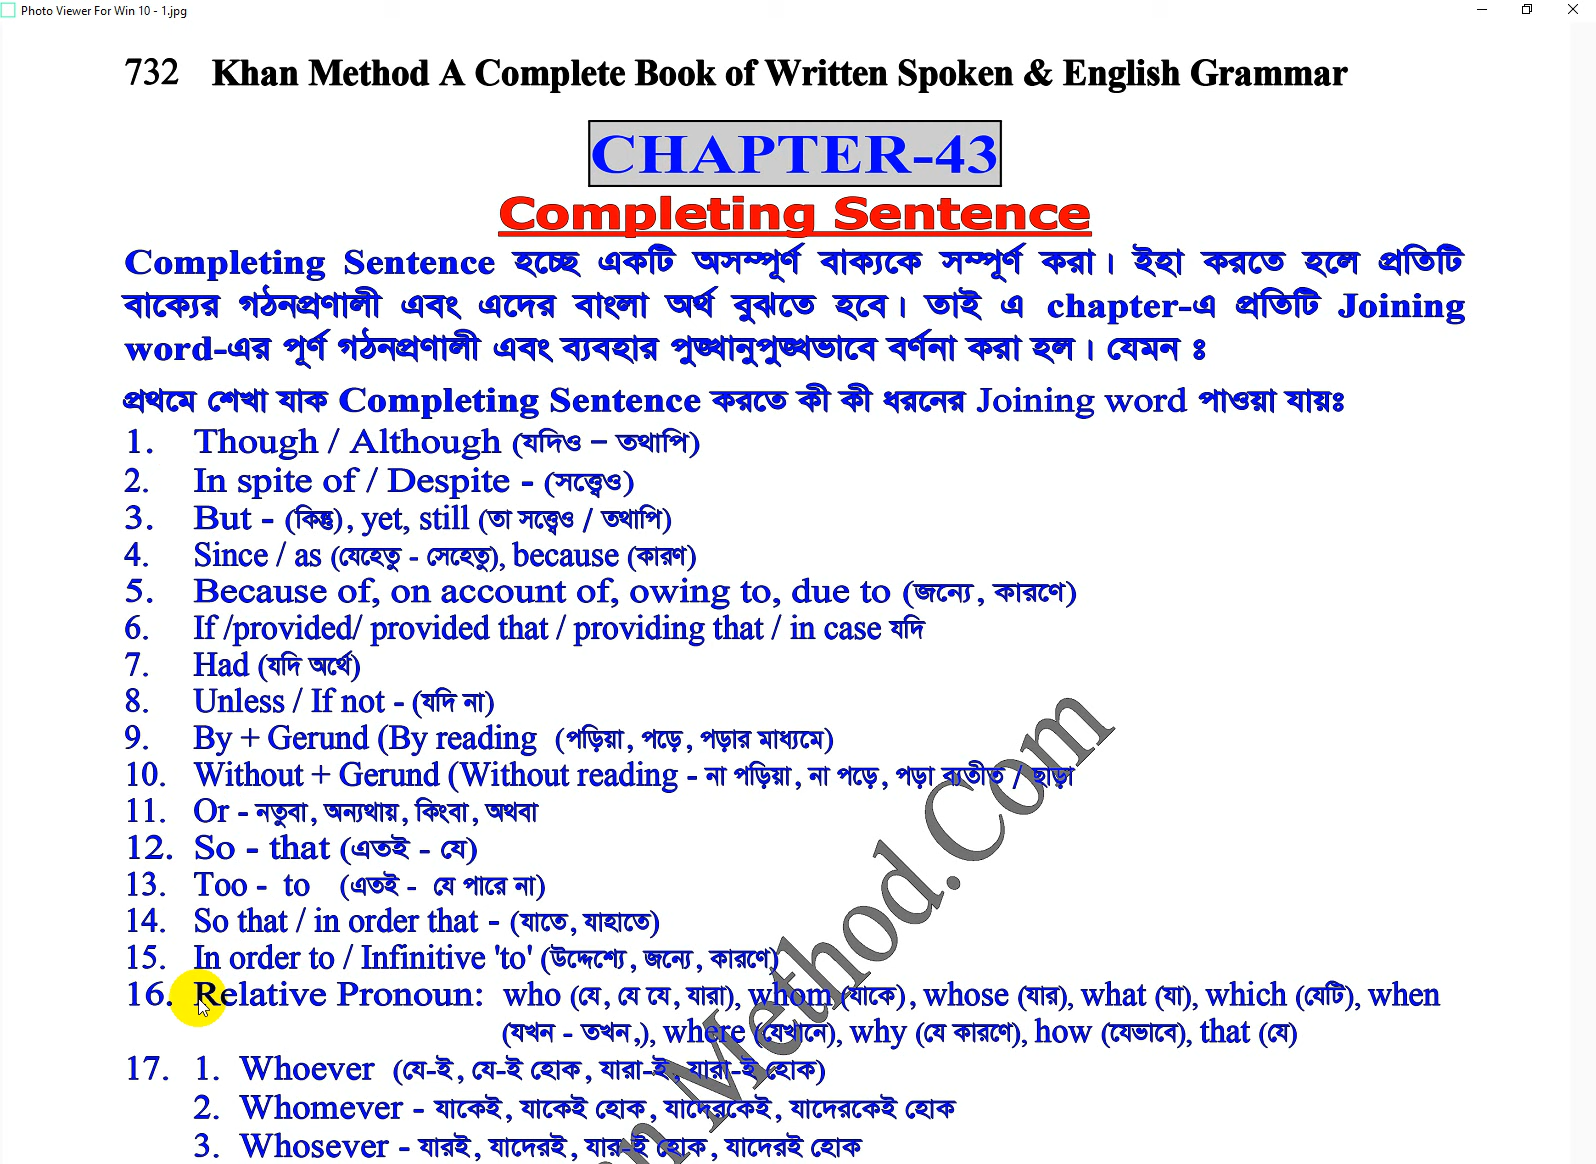 Photo Viewer For Win 10 - 1.jpg
732 Khan Method A Complete Book of Written Spoken & English Grammar
CHAPTER-43
Completing Sentence
Completing Sentence হচ্ছে একটি অসম্পূর্ণ বাক্যকে সম্পূর্ণ করা। ইহা করতে হলে প্রতিটি
বাক্যের গঠনপ্রণালী এবং এদের বাংলা অর্থ বুঝতে হবে। তাই এ chapter-এ প্রতিটি Joining
word-এর পূর্ণ গঠনপ্রণালী এবং ব্যবহার পুঙ্খানুপুঙ্খভাবে বর্ণনা করা হল। যেমন ঃ
প্রথমে শেখা যাক Completing Sentence করতে কী কী ধরনের Joining word পাওয়া যায়ঃ
1. Though / Although (যদিও – তথাপি)
2. In spite of / Despite - (সত্ত্বেও)
3. But - (কিন্তু), yet, still (তা সত্ত্বেও / তথাপি)
4. Since / as (যেহেতু - সেহেতু), because (কারণ)
5. Because of, on account of, owing to, due to (জন্যে, কারণে)
6. If /provided/ provided that / providing that / in case যদি
7. Had (যদি অর্থে)
8. Unless / If not - (যদি না)
9. By + Gerund (By reading (পড়িয়া, পড়ে, পড়ার মাধ্যমে)
10. Without + Gerund (Without reading - না পড়িয়া, না পড়ে, পড়া ব্যতীত / ছাড়া
11. Or - নতুবা, অন্যথায়, কিংবা, অথবা
12. So - that (এতই - যে)
13. Too - to (এতই - যে পারে না)
14. So that / in order that - (যাতে, যাহাতে)
15. In order to / Infinitive 'to' (উদ্দেশ্যে, জন্যে, কারণে)
16. Relative Pronoun: who (যে, যে যে, যারা), whom (যাকে), whose (যার), what (যা), which (যেটি), when
(যখন - তখন,), where (যেখানে), why (যে কারণে), how (যেভাবে), that (যে)
17. 1. Whoever (যে-ই, যে-ই হোক, যারা-ই, যারা-ই হোক)
2. Whomever - যাকেই, যাকেই হোক, যাদেরকেই, যাদেরকেই হোক
3. Whosever - যারই, যাদেরই, যার-ই হোক, যাদেরই হোক
n Method.Com